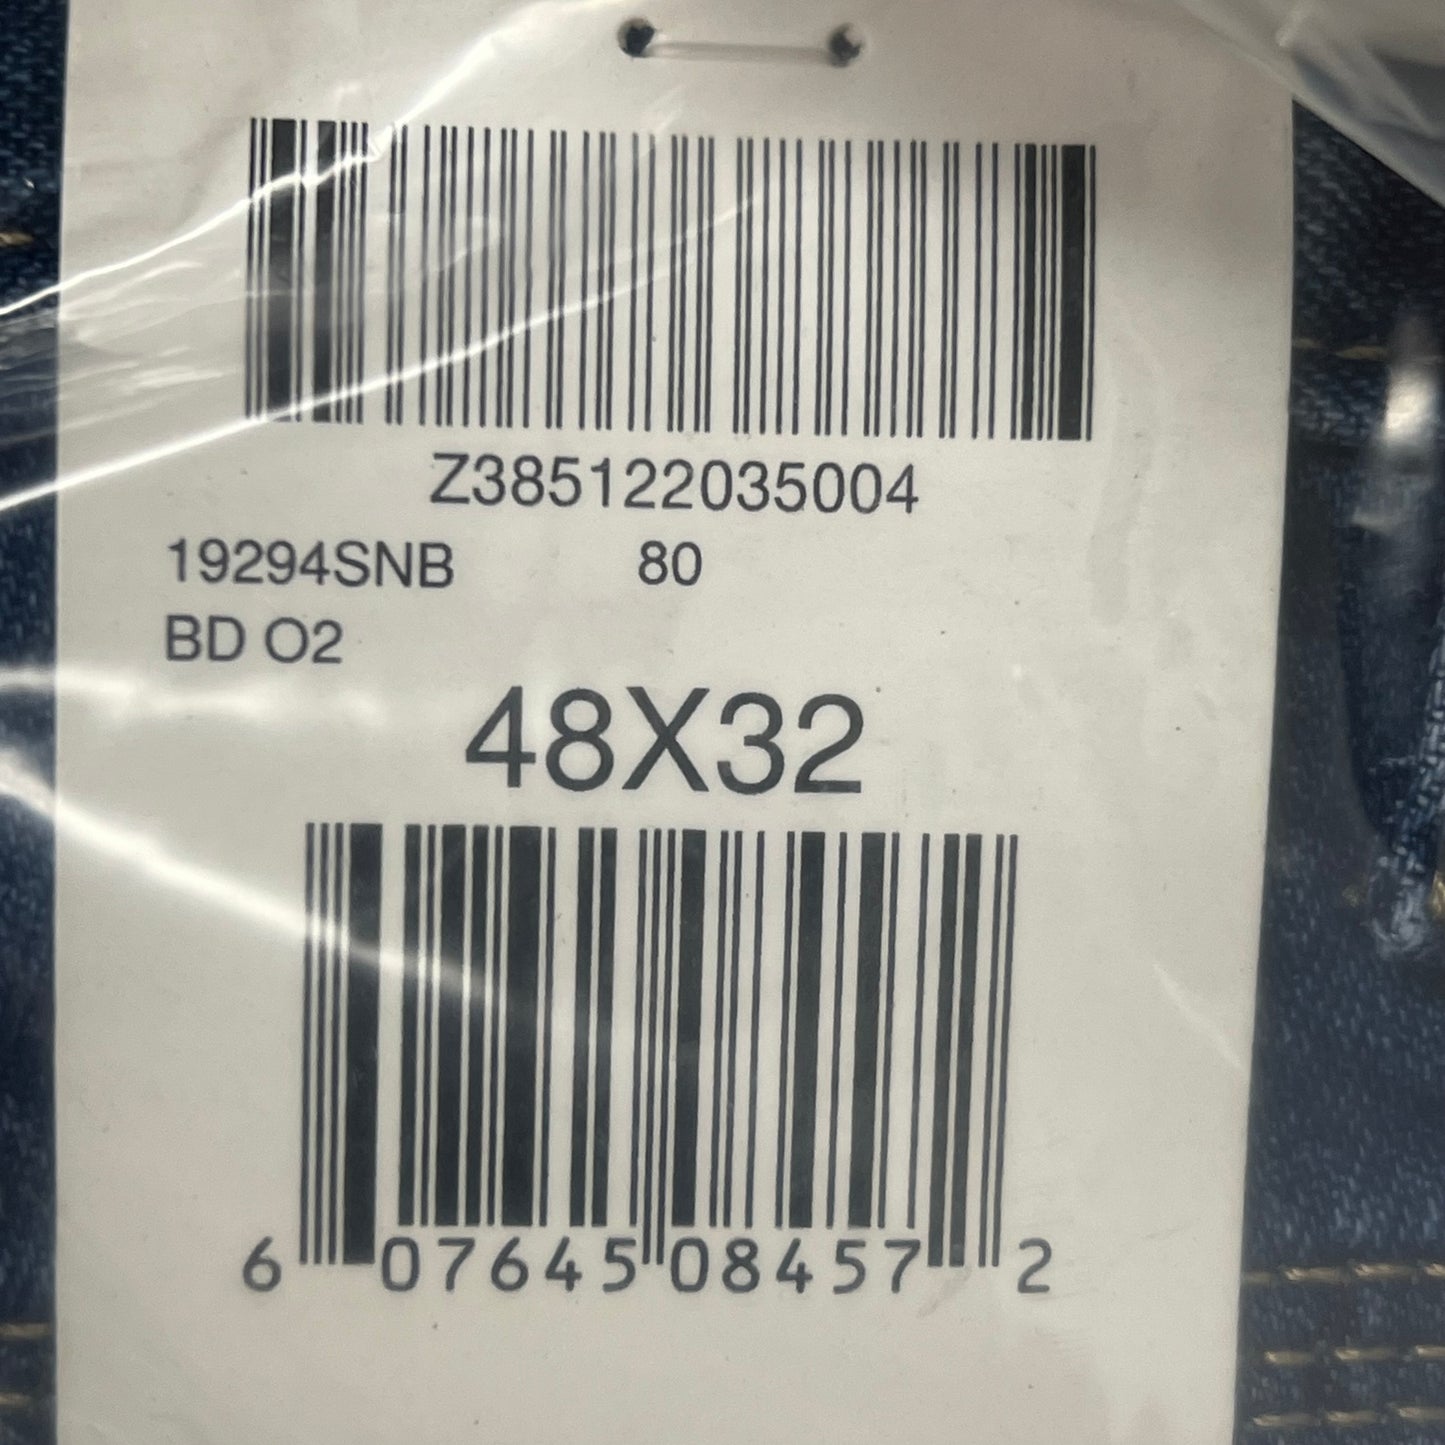 Z385122035004
19294SNB 80
BD O2
48X32
6 07645 08457 2